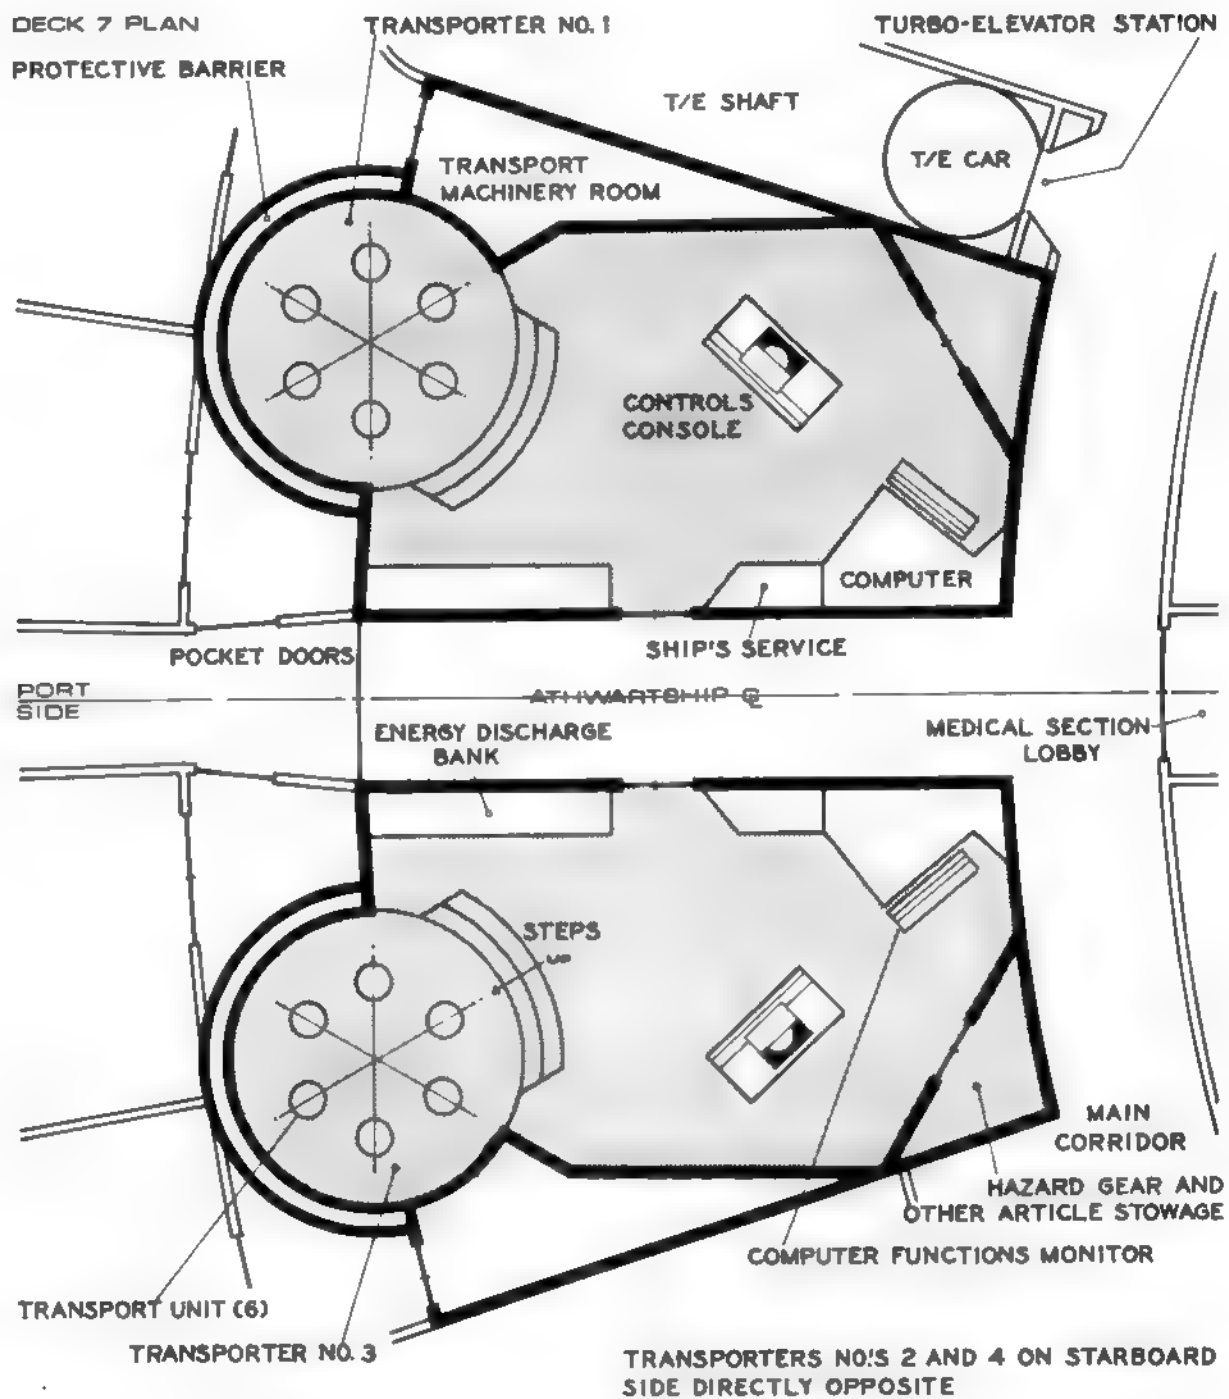 DECK 7 PLAN
TRANSPORTER NO. 1
TURBO-ELEVATOR STATION
PROTECTIVE BARRIER
T/E SHAFT
T/E CAR
TRANSPORT
MACHINERY ROOM
CONTROLS
CONSOLE
COMPUTER
POCKET DOORS
SHIP'S SERVICE
PORT
SIDE
ATHWARTSHIP ℄
ENERGY DISCHARGE
BANK
MEDICAL SECTION
LOBBY
STEPS
UP
MAIN
CORRIDOR
HAZARD GEAR AND
OTHER ARTICLE STOWAGE
COMPUTER FUNCTIONS MONITOR
TRANSPORT UNIT (6)
TRANSPORTER NO. 3
TRANSPORTERS NO.'S 2 AND 4 ON STARBOARD
SIDE DIRECTLY OPPOSITE